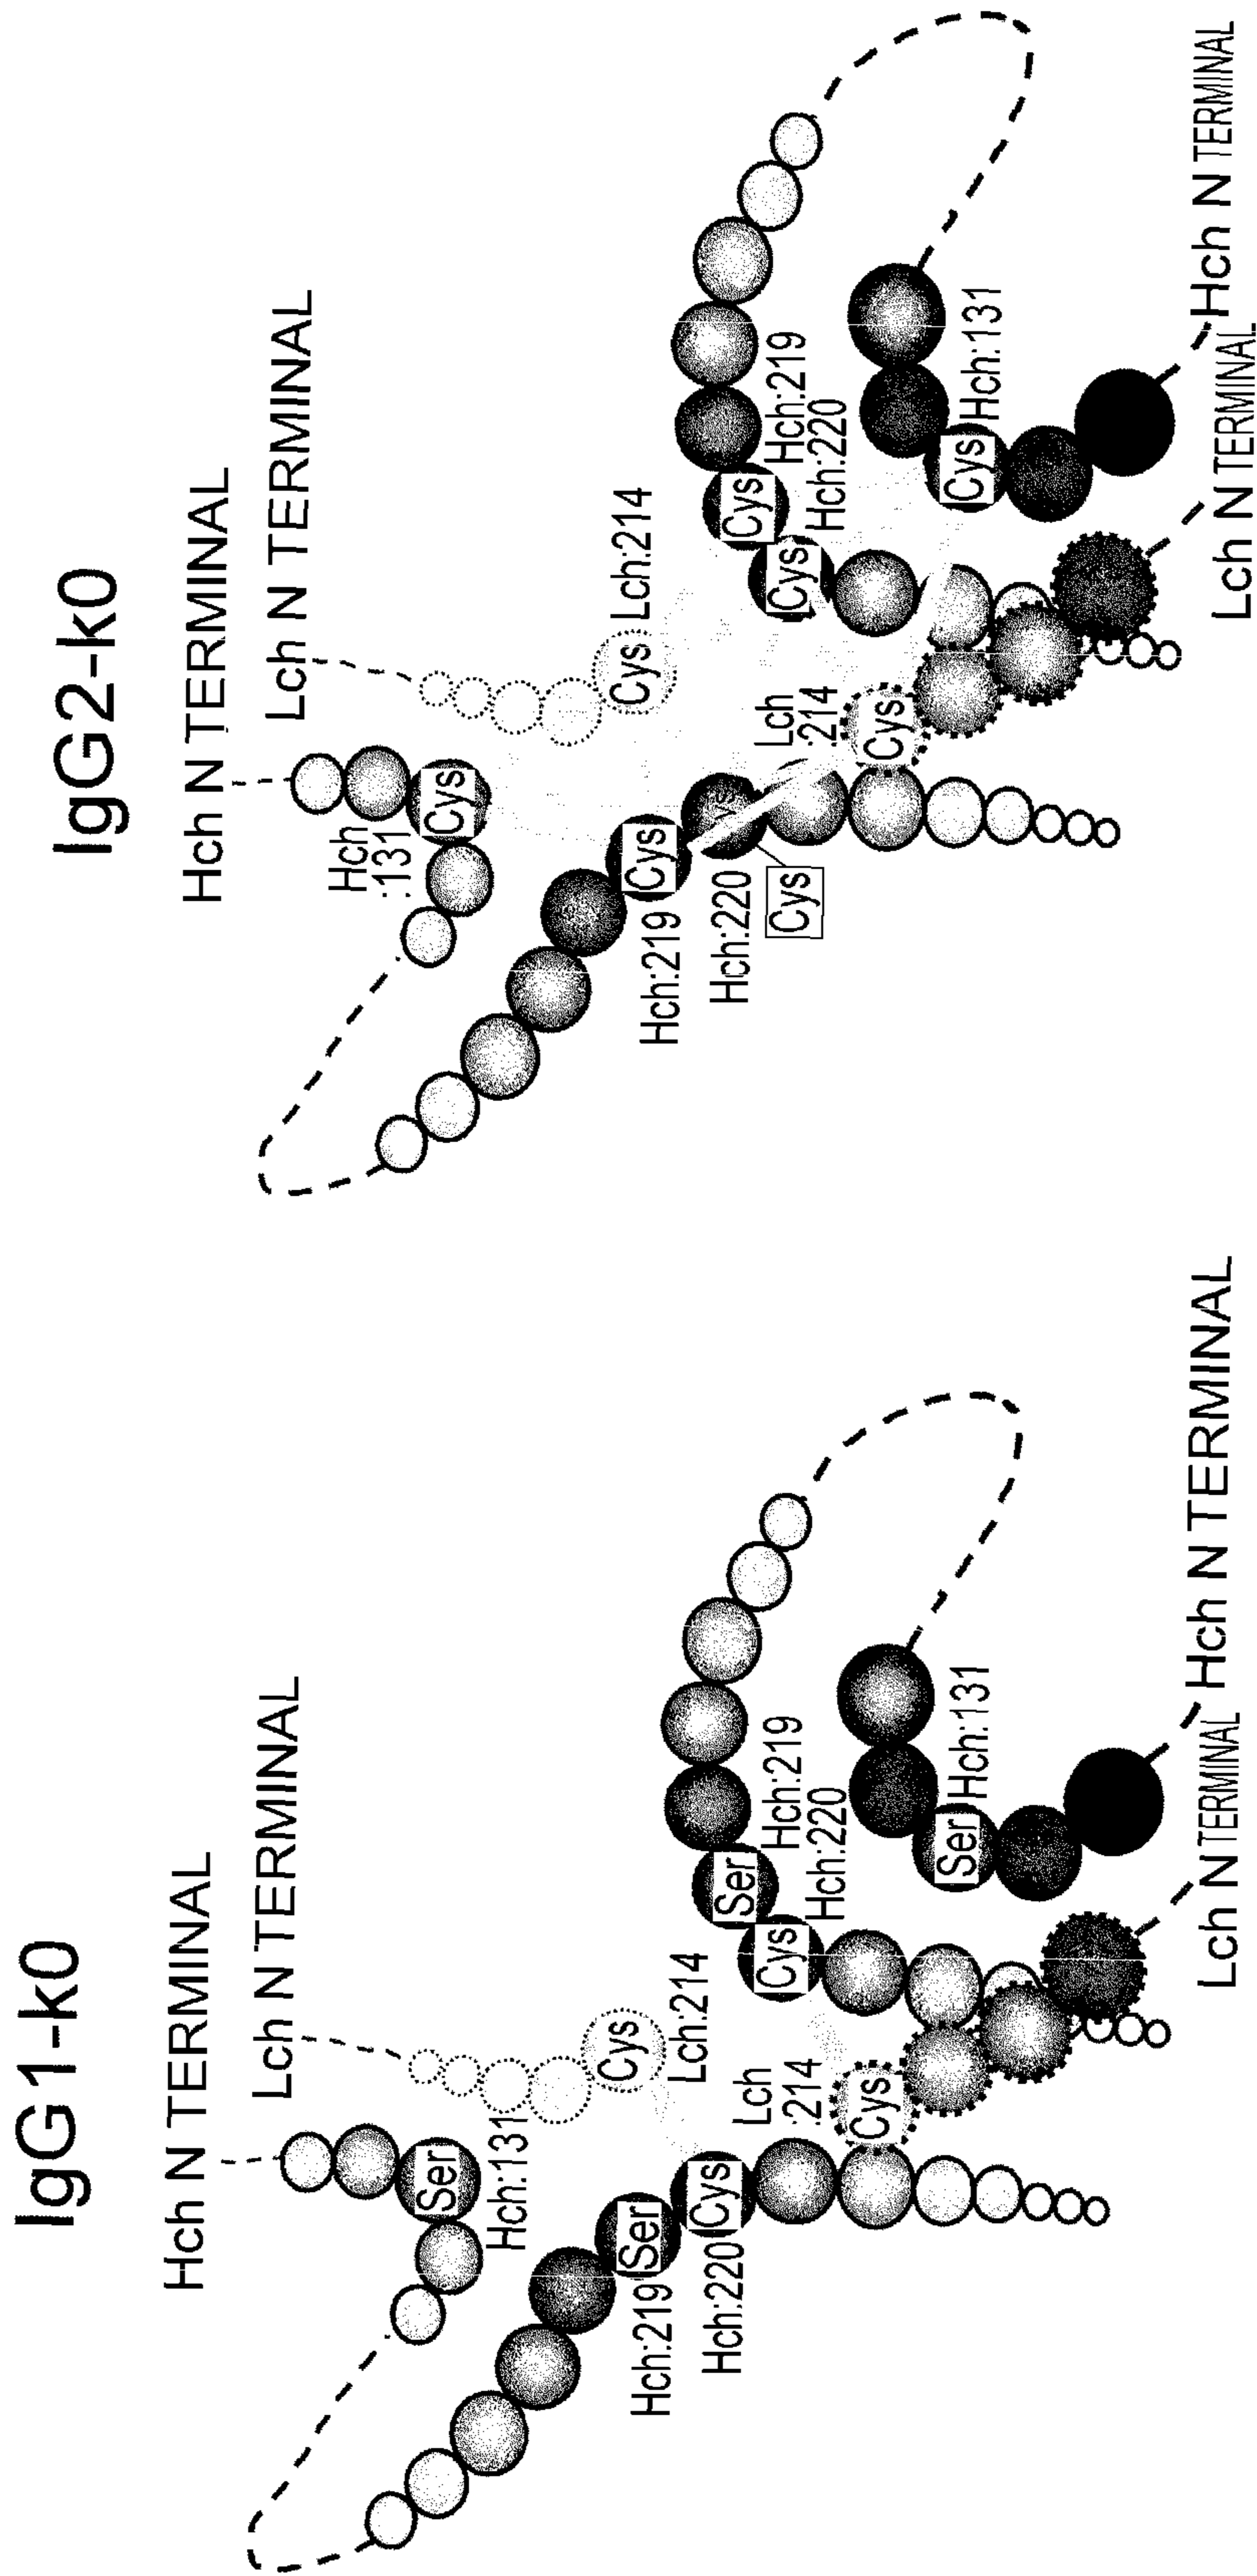 IgG1-k0
Hch N TERMINAL
Lch N TERMINAL
Ser
Hch:131
Cys
Lch:214
Ser
Hch:219
Cys
Hch:220
Lch
:214
Cys
Ser
Hch:219
Cys
Hch:220
Ser
Hch:131
Hch N TERMINAL
Lch N TERMINAL
IgG2-k0
Hch N TERMINAL
Lch N TERMINAL
Hch
:131
Cys
Cys
Lch:214
Cys
Hch:219
Hch:220
Cys
Lch
:214
Cys
Cys
Hch:219
Cys
Hch:220
Cys
Hch:131
Hch N TERMINAL
Lch N TERMINAL